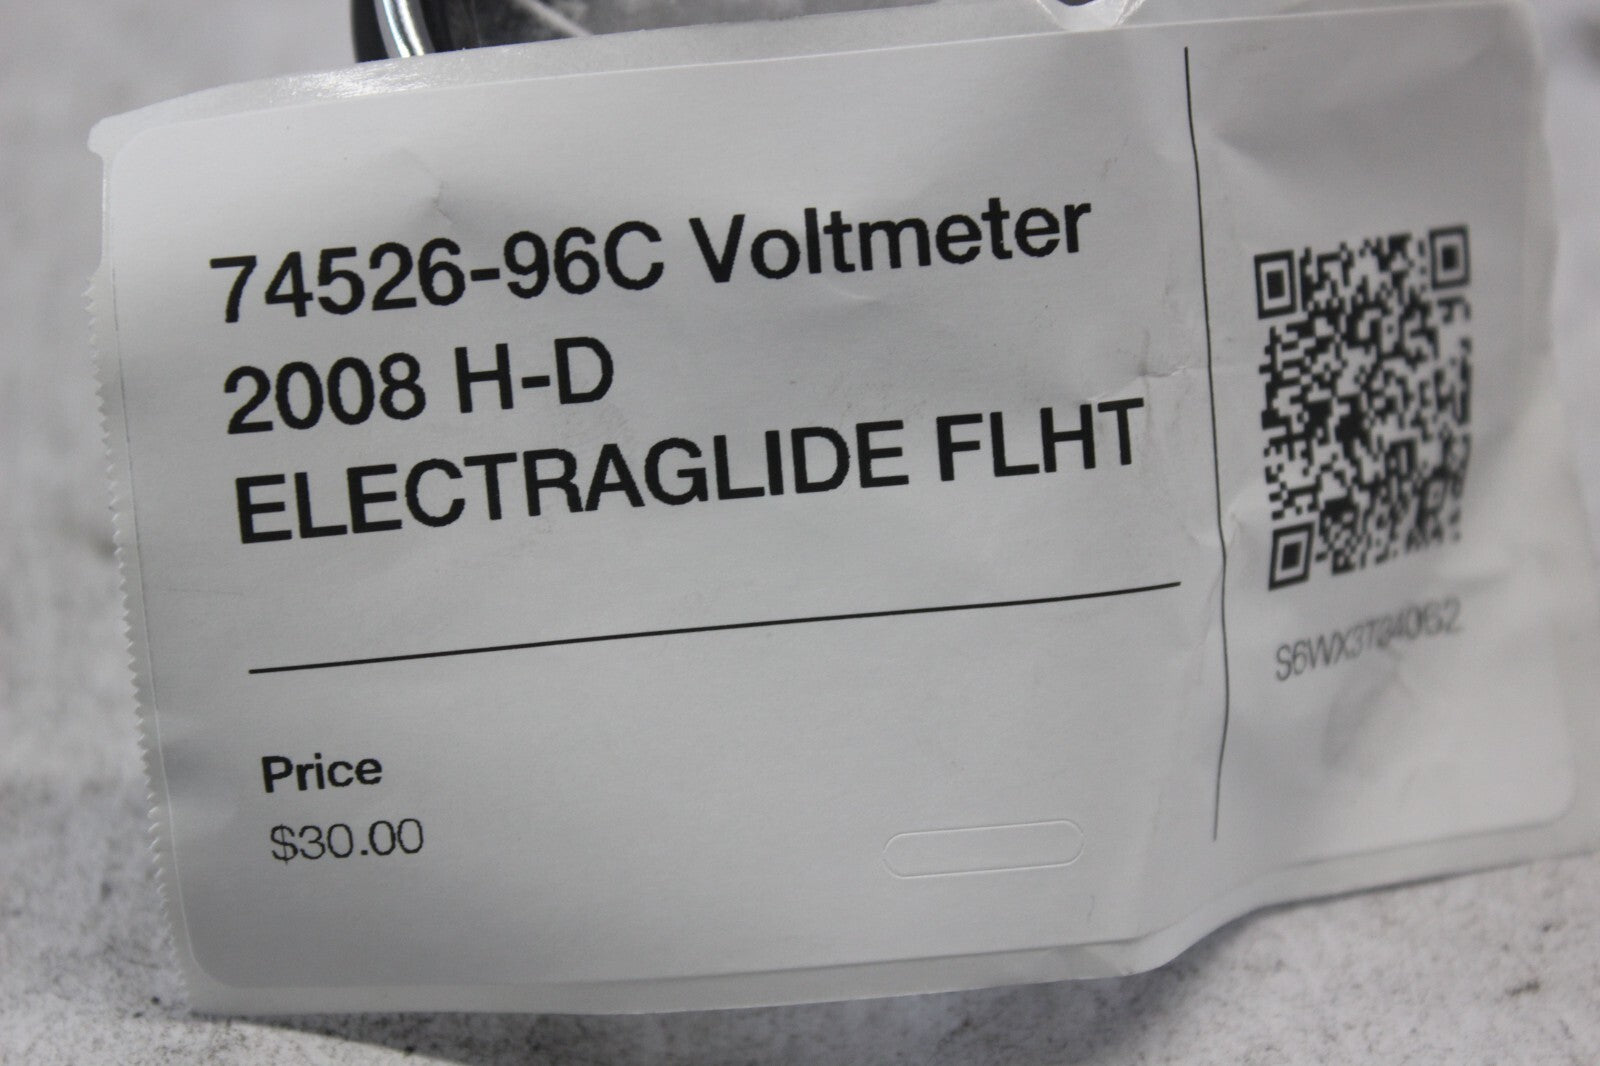 74526-96C Voltmeter
2008 H-D
ELECTRAGLIDE FLHT
Price
$30.00